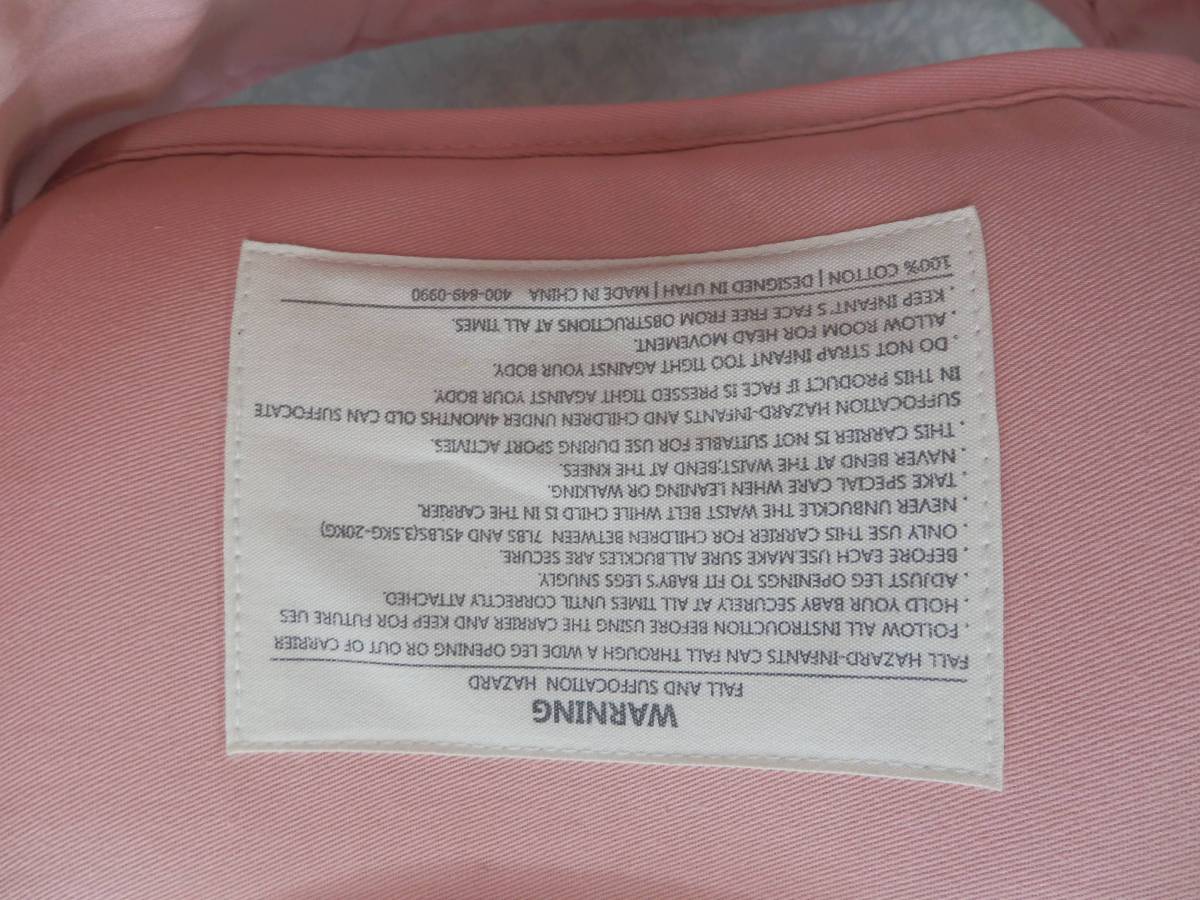 WARNING
FALL AND SUFFOCATION HAZARD
FALL HAZARD-INFANTS CAN FALL THROUGH A WIDE LEG OPENING OR OUT OF CARRIER
. FOLLOW ALL INSTROUCTION BEFORE USING THE CARRIER AND KEEP FOR FUTURE UES
. HOLD YOUR BABY SECURELY AT ALL TIMES UNTIL CORRECTLY ATTACHED.
. ADJUST LEG OPENINGS TO FIT BABY'S LEGS SNUGLY.
. BEFORE EACH USE.MAKE SURE.ALL.BUCKLES ARE SECURE.
. ONLY USE THIS CARRIER FOR CHILDREN BETWEEN 7LBS AND 45LBS(3.5KG-20KG)
. NEVER UNBUCKLE THE WAIST BELT WHILE CHILD IS IN THE CARRIER.
. TAKE SPECIAL CARE WHEN LEANING OR WALKING.
. NAVER BEND AT THE WAIST;BEND AT THE KNEES.
. THIS CARRIER IS NOT SUITABLE FOR USE DURING SPORT ACTIVIES.
SUFFOCATION HAZARD-INFANTS AND CHILDREN UNDER 4MONTHS OLD CAN SUFFOCATE
IN THIS PRODUCT IF FACE IS PRESSED TIGHT AGAINST YOUR BODY.
. DO NOT STRAP INFANT TOO TIGHT AGAINST YOUR BODY.
. ALLOW ROOM FOR HEAD MOVEMENT.
. KEEP INFANT'S FACE FREE FROM OBSTRUCTIONS AT ALL TIMES.
100% COTTON | DESIGNED IN UTAH | MADE IN CHINA 400-849-0990